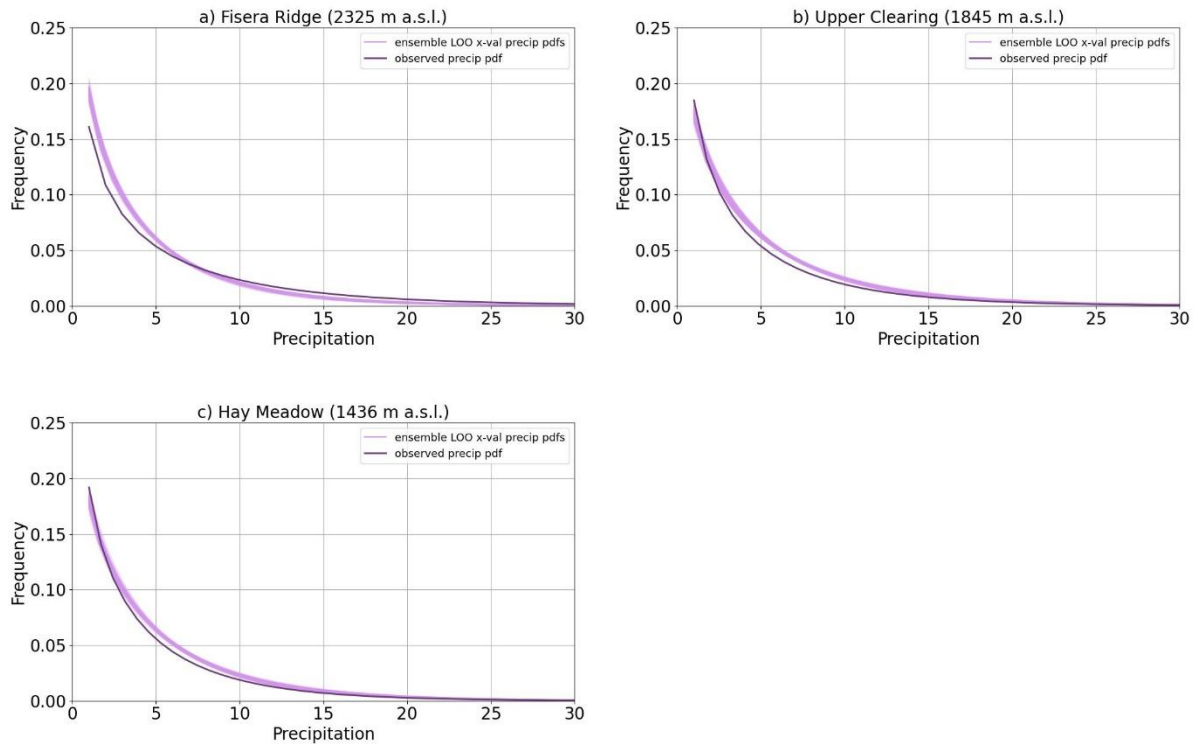 a) Fisera Ridge (2325 m a.s.l.)
ensemble LOO x-val precip pdfs
observed precip pdf
0.25
0.20
0.15
0.10
0.05
0.00
Frequency
0 5 10 15 20 25 30
Precipitation
b) Upper Clearing (1845 m a.s.l.)
ensemble LOO x-val precip pdfs
observed precip pdf
0.25
0.20
0.15
0.10
0.05
0.00
Frequency
0 5 10 15 20 25 30
Precipitation
c) Hay Meadow (1436 m a.s.l.)
ensemble LOO x-val precip pdfs
observed precip pdf
0.25
0.20
0.15
0.10
0.05
0.00
Frequency
0 5 10 15 20 25 30
Precipitation